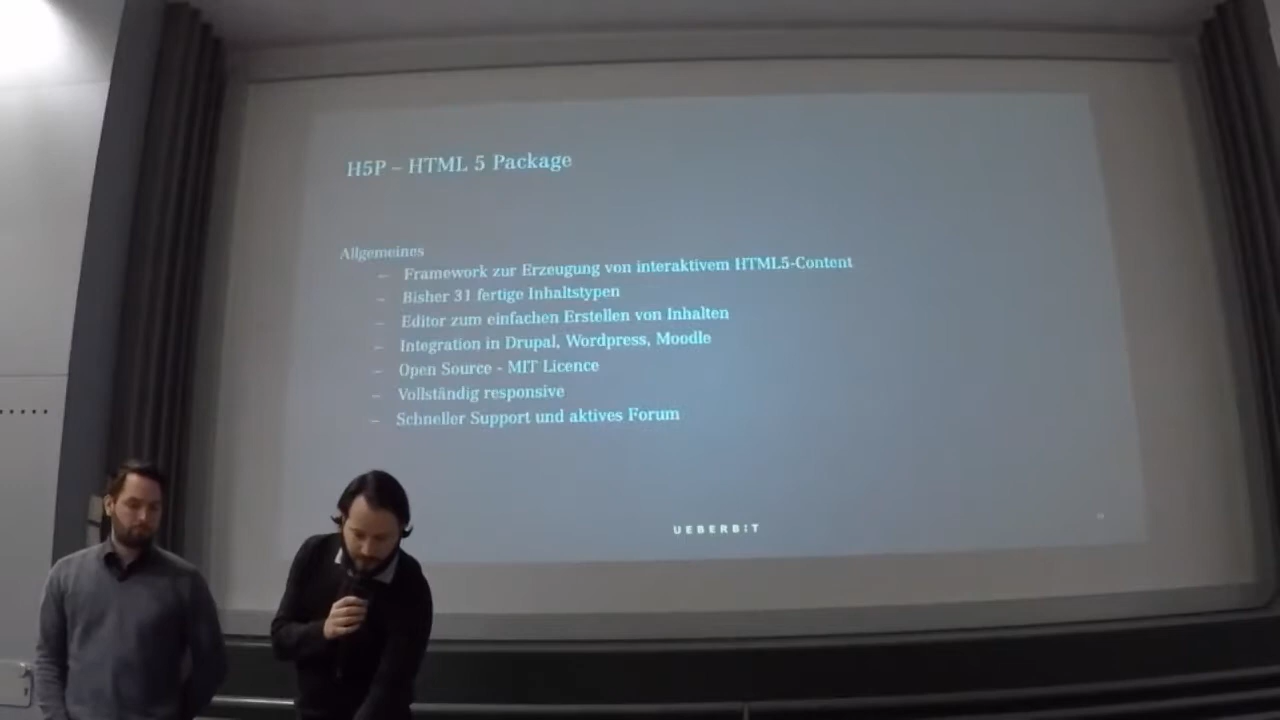 H5P – HTML 5 Package
Allgemeines
– Framework zur Erzeugung von interaktivem HTML5-Content
– Bisher 31 fertige Inhaltstypen
– Editor zum einfachen Erstellen von Inhalten
– Integration in Drupal, Wordpress, Moodle
– Open Source - MIT Licence
– Vollständig responsive
– Schneller Support und aktives Forum
UEBERBIT